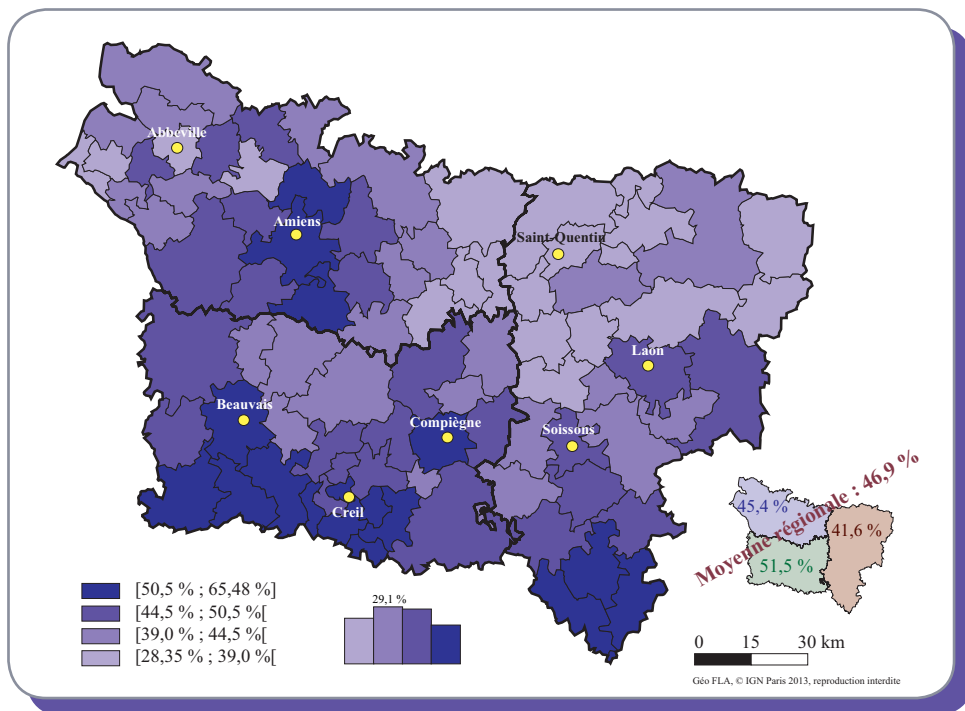 Abbeville
Amiens
Saint-Quentin
Laon
Beauvais
Compiègne
Soissons
Creil
[50,5 % ; 65,48 %]
[44,5 % ; 50,5 %[
[39,0 % ; 44,5 %[
[28,35 % ; 39,0 %[
29,1 %
Moyenne régionale : 46,9 %
45,4 %
41,6 %
51,5 %
0 15 30 km
Géo FLA, © IGN Paris 2013, reproduction interdite